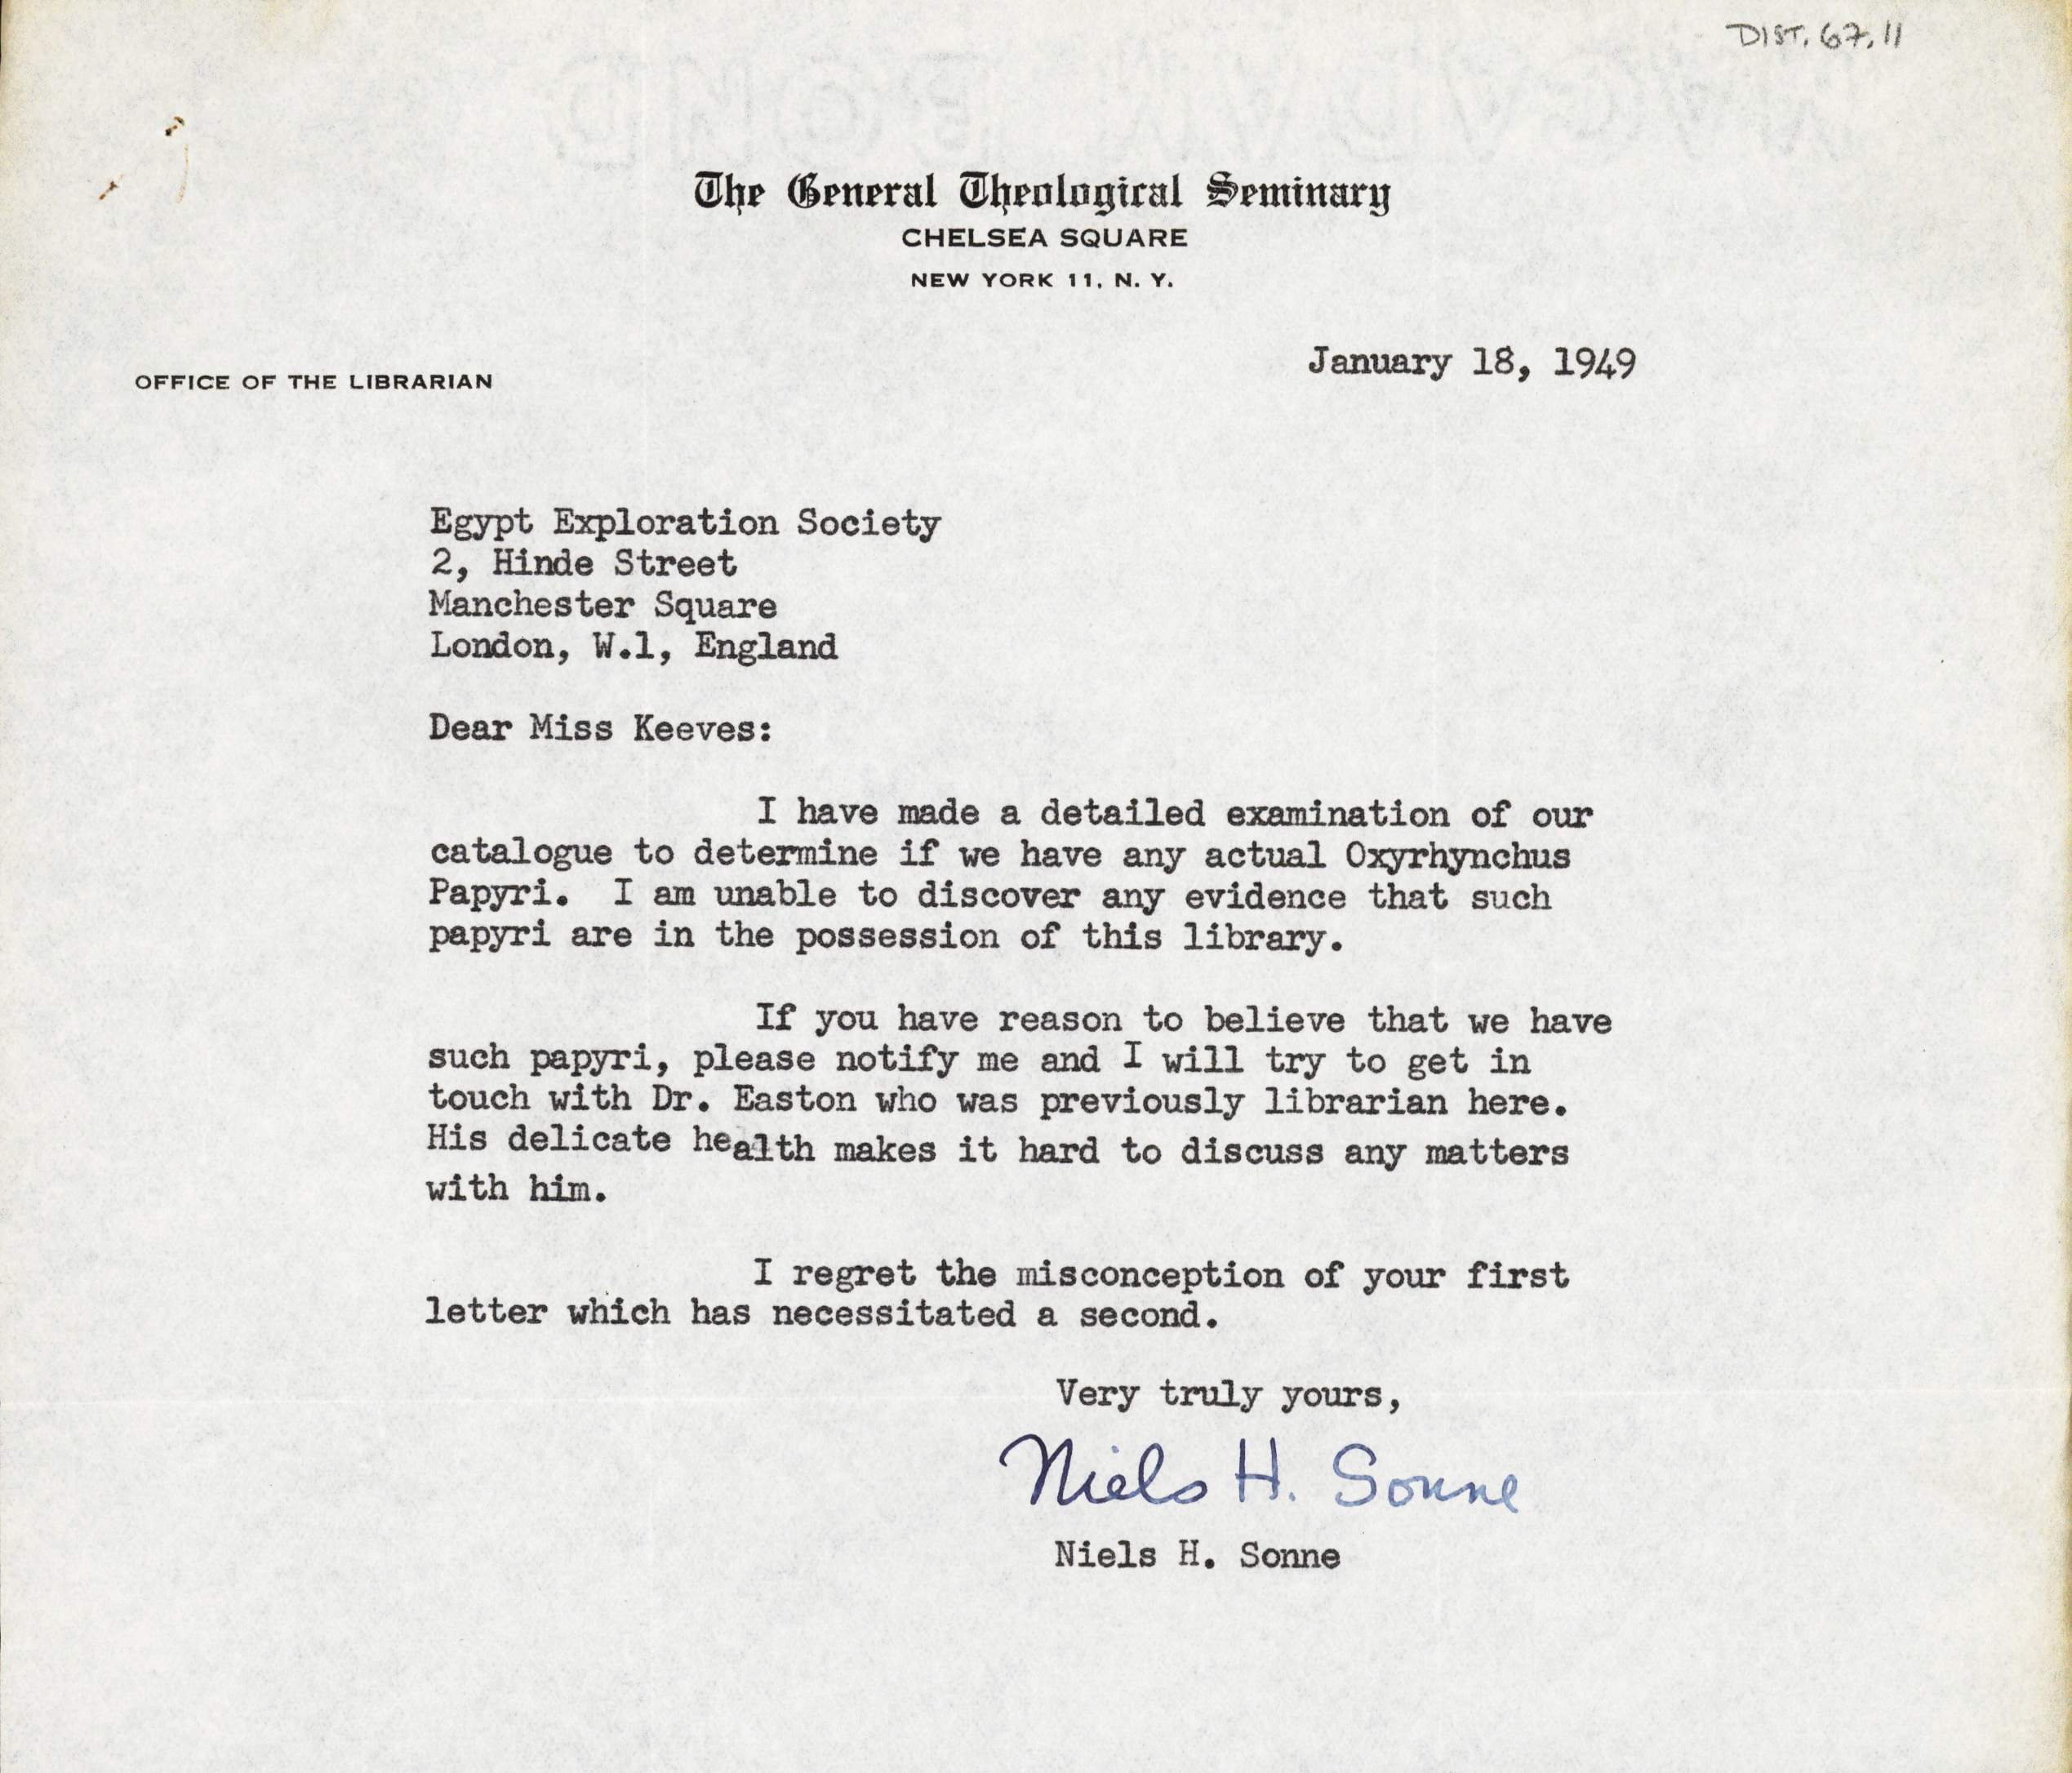 DIST. 67.11
The General Theological Seminary
CHELSEA SQUARE
NEW YORK 11, N. Y.
January 18, 1949
OFFICE OF THE LIBRARIAN
Egypt Exploration Society
2, Hinde Street
Manchester Square
London, W.1, England
Dear Miss Keeves:
I have made a detailed examination of our
catalogue to determine if we have any actual Oxyrhynchus
Papyri. I am unable to discover any evidence that such
papyri are in the possession of this library.
If you have reason to believe that we have
such papyri, please notify me and I will try to get in
touch with Dr. Easton who was previously librarian here.
His delicate health makes it hard to discuss any matters
with him.
I regret the misconception of your first
letter which has necessitated a second.
Very truly yours,
Niels H. Sonne
Niels H. Sonne